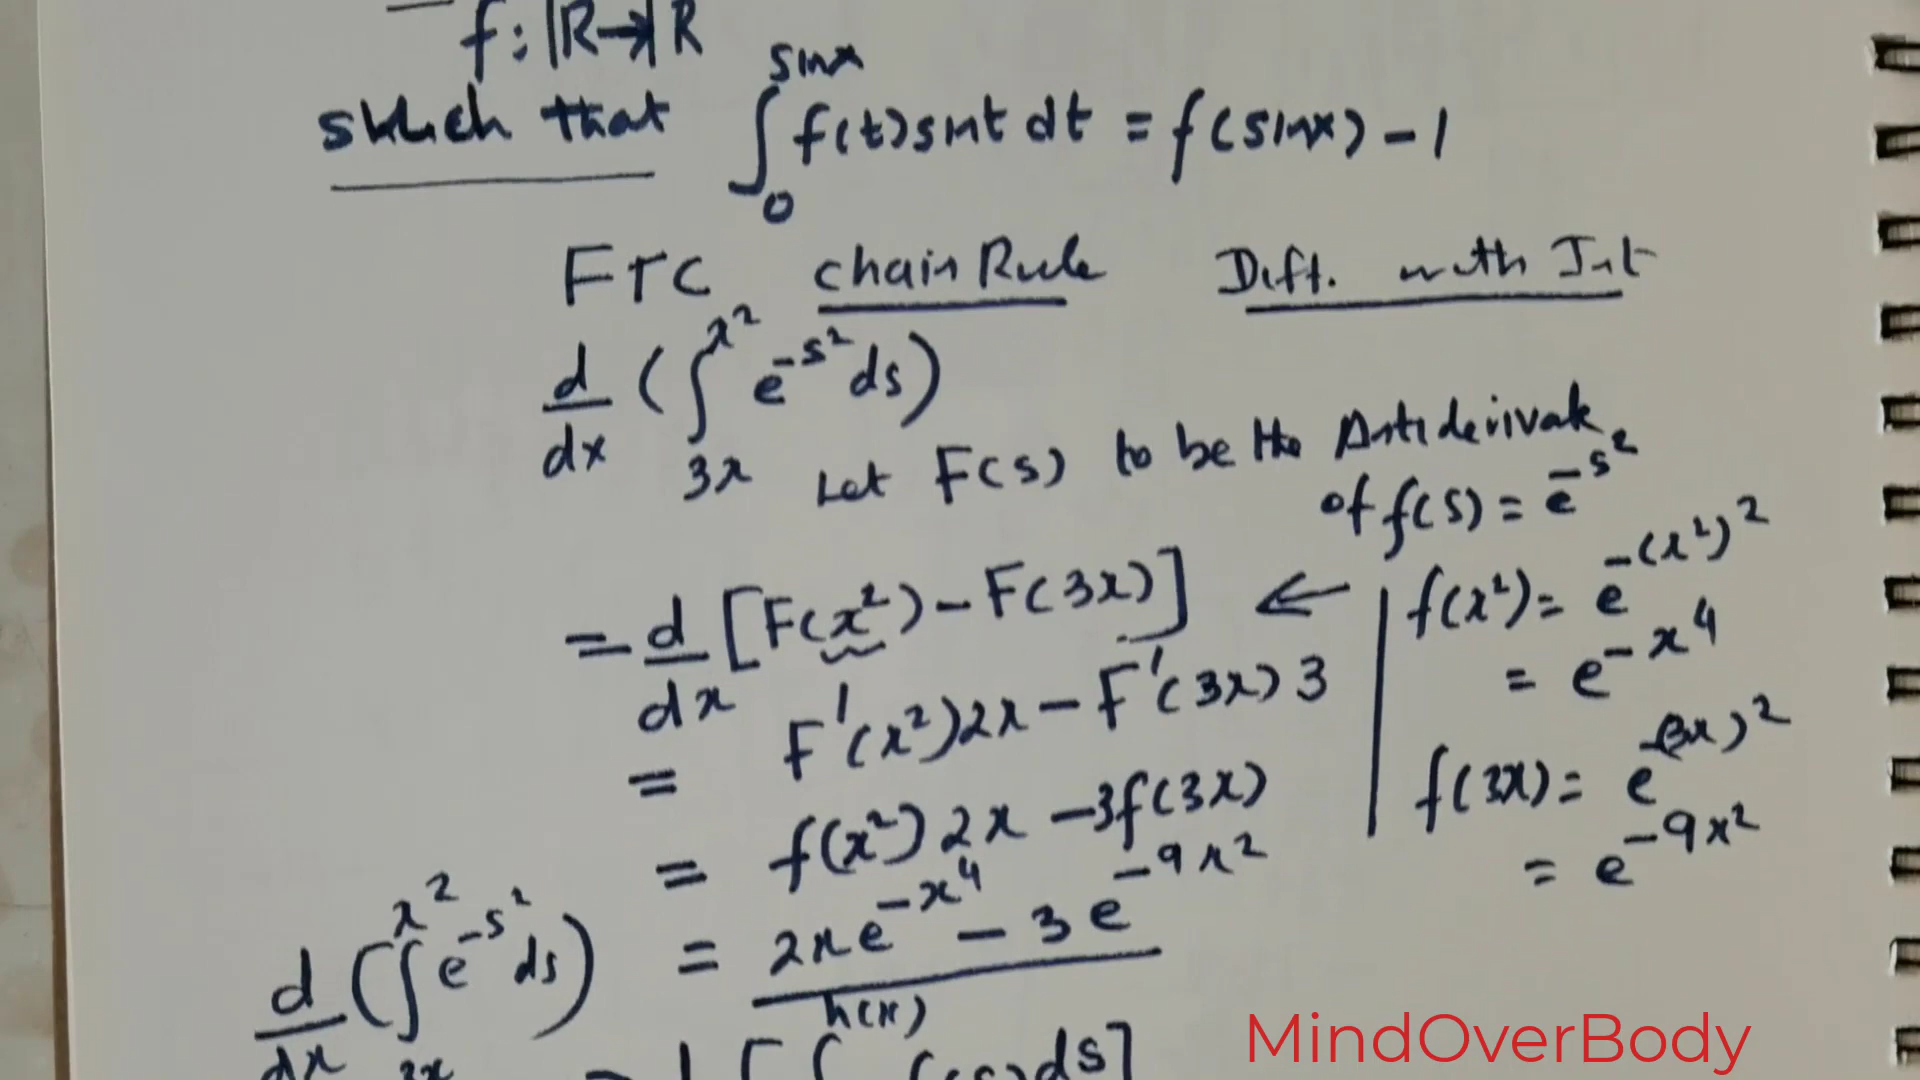 f: ℝ→ℝ
such that ∫₀^{sinx} f(t)sint dt = f(sinx) - 1
FTC chain Rule Diff. with Int
d/dx (∫_{3x}^{x²} e^{-s²} ds)
Let F(s) to be the Antiderivate
of f(s) = e^{-s²}
= d/dx [F(x²) - F(3x)] ←
= F'(x²)2x - F'(3x)3
= f(x²)2x - 3f(3x)
f(x²) = e^{-(x²)²}
= e^{-x⁴}
f(3x) = e^{-(3x)²}
= e^{-9x²}
d/dx (∫_{3x}^{x²} e^{-s²} ds) = 2xe^{-x⁴} - 3e^{-9x²}
h(x)
MindOverBody